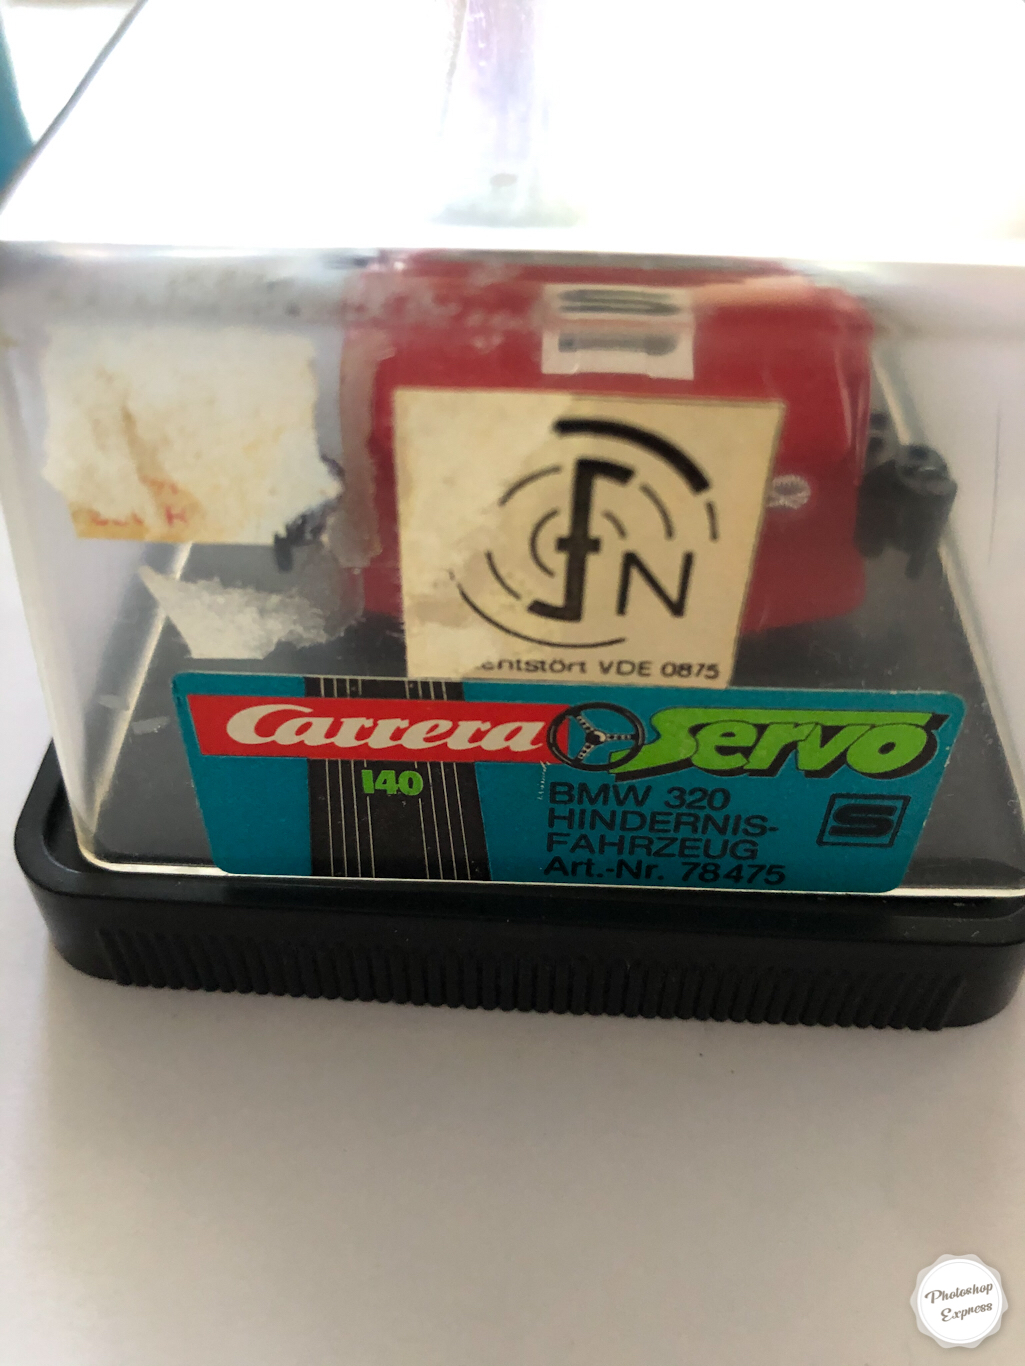 FN
entstört VDE 0875
Carrera Servo
140
BMW 320
HINDERNIS-
FAHRZEUG
Art.-Nr. 78475
S
Photoshop
Express